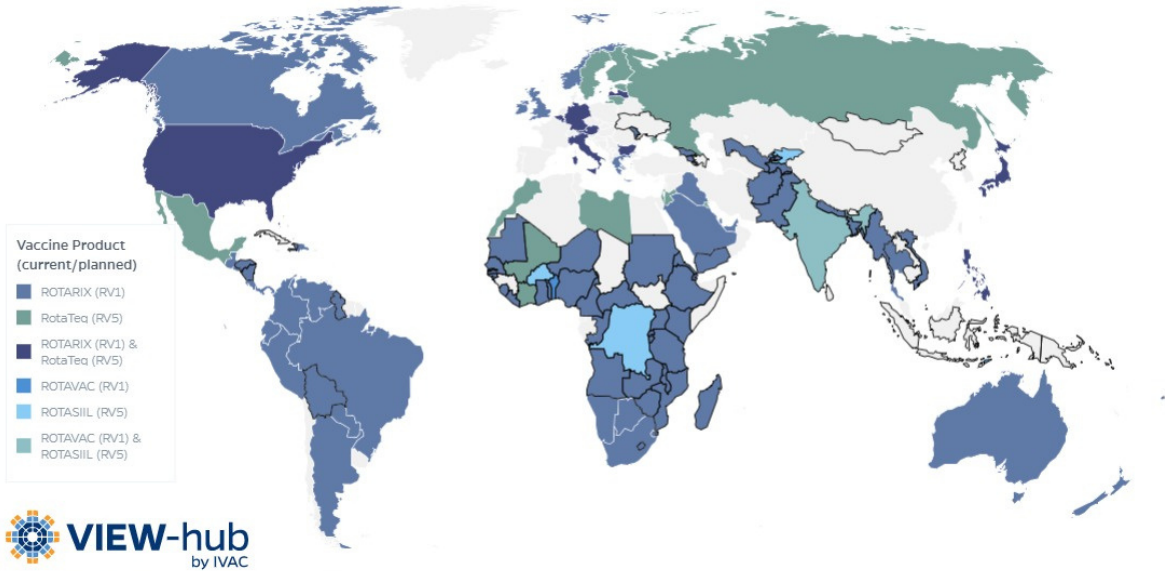 Vaccine Product
(current/planned)
ROTARIX (RV1)
RotaTeq (RV5)
ROTARIX (RV1) &
RotaTeq (RV5)
ROTAVAC (RV1)
ROTASIIL (RV5)
ROTAVAC (RV1) &
ROTASIIL (RV5)
VIEW-hub
by IVAC